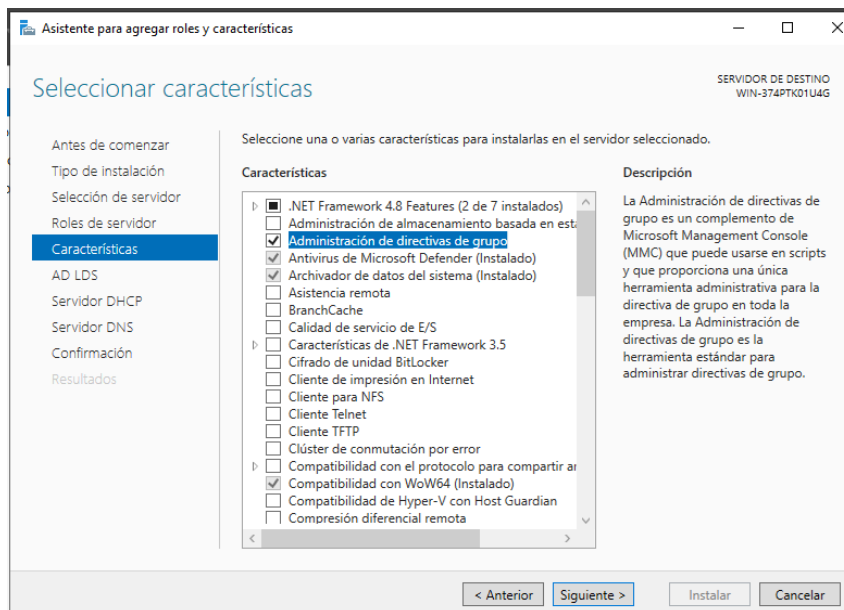 Asistente para agregar roles y características
Seleccionar características
SERVIDOR DE DESTINO
WIN-374PTK01U4G
Antes de comenzar
Tipo de instalación
Selección de servidor
Roles de servidor
Características
AD LDS
Servidor DHCP
Servidor DNS
Confirmación
Resultados
Seleccione una o varias características para instalarlas en el servidor seleccionado.
Características
.NET Framework 4.8 Features (2 de 7 instalados)
Administración de almacenamiento basada en está
Administración de directivas de grupo
Antivirus de Microsoft Defender (Instalado)
Archivador de datos del sistema (Instalado)
Asistencia remota
BranchCache
Calidad de servicio de E/S
Características de .NET Framework 3.5
Cifrado de unidad BitLocker
Cliente de impresión en Internet
Cliente para NFS
Cliente Telnet
Cliente TFTP
Clúster de conmutación por error
Compatibilidad con el protocolo para compartir ar
Compatibilidad con WoW64 (Instalado)
Compatibilidad de Hyper-V con Host Guardian
Compresión diferencial remota
Descripción
La Administración de directivas de
grupo es un complemento de
Microsoft Management Console
(MMC) que puede usarse en scripts
y que proporciona una única
herramienta administrativa para la
directiva de grupo en toda la
empresa. La Administración de
directivas de grupo es la
herramienta estándar para
administrar directivas de grupo.
< Anterior
Siguiente >
Instalar
Cancelar